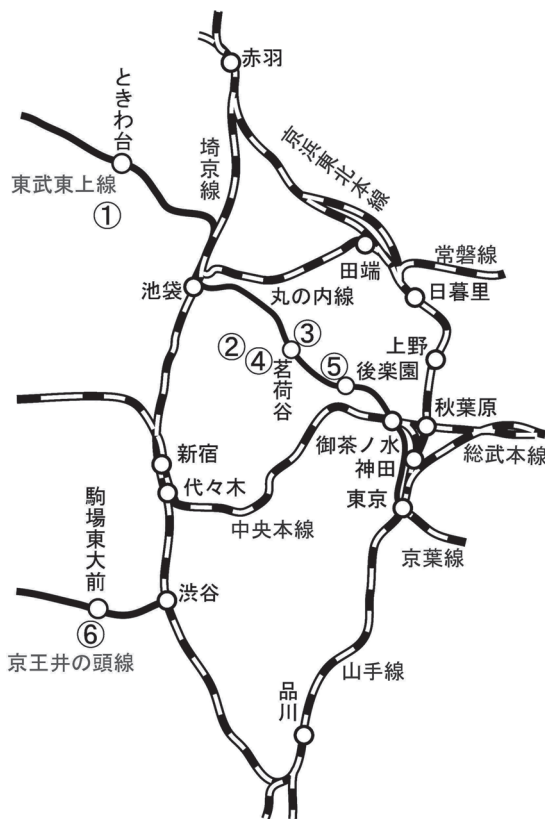 赤羽
ときわ台
埼京線
京浜東北本線
東武東上線
①
田端
常磐線
池袋
丸の内線
日暮里
②
③
④
茗荷谷
上野
⑤
後楽園
秋葉原
御茶ノ水
神田
総武本線
新宿
代々木
東京
中央本線
京葉線
駒場東大前
渋谷
⑥
京王井の頭線
山手線
品川